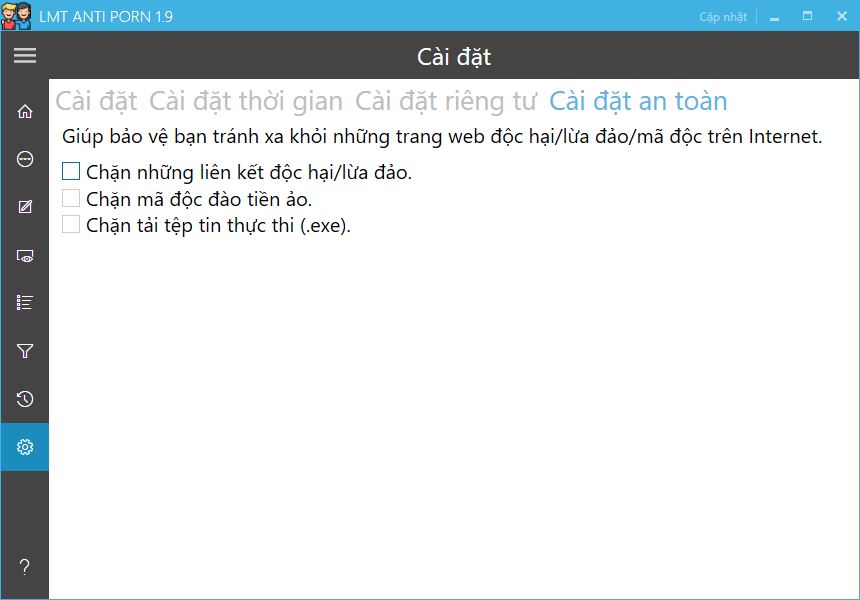 LMT ANTI PORN 1.9
Cập nhật
Cài đặt
Cài đặt Cài đặt thời gian Cài đặt riêng tư Cài đặt an toàn
Giúp bảo vệ bạn tránh xa khỏi những trang web độc hại/lừa đảo/mã độc trên Internet.
Chặn những liên kết độc hại/lừa đảo.
Chặn mã độc đào tiền ảo.
Chặn tải tệp tin thực thi (.exe).
?